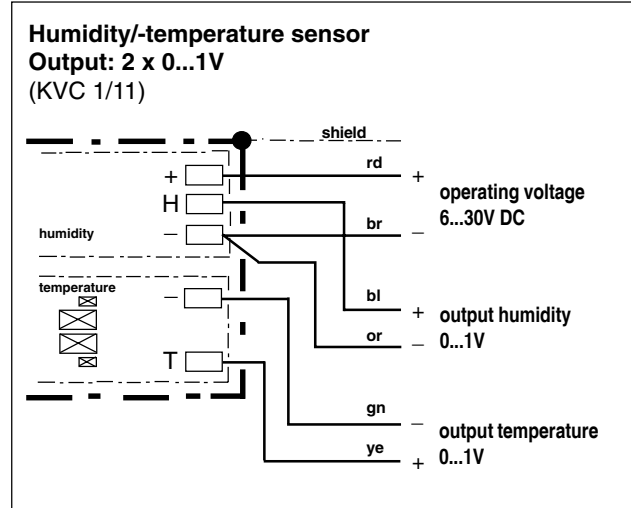 Humidity/-temperature sensor
Output: 2 x 0...1V
(KVC 1/11)
shield
rd
+
+
operating voltage
6...30V DC
H
humidity
–
br
–
temperature
–
bl
+
output humidity
0...1V
or
–
T
gn
–
output temperature
0...1V
ye
+